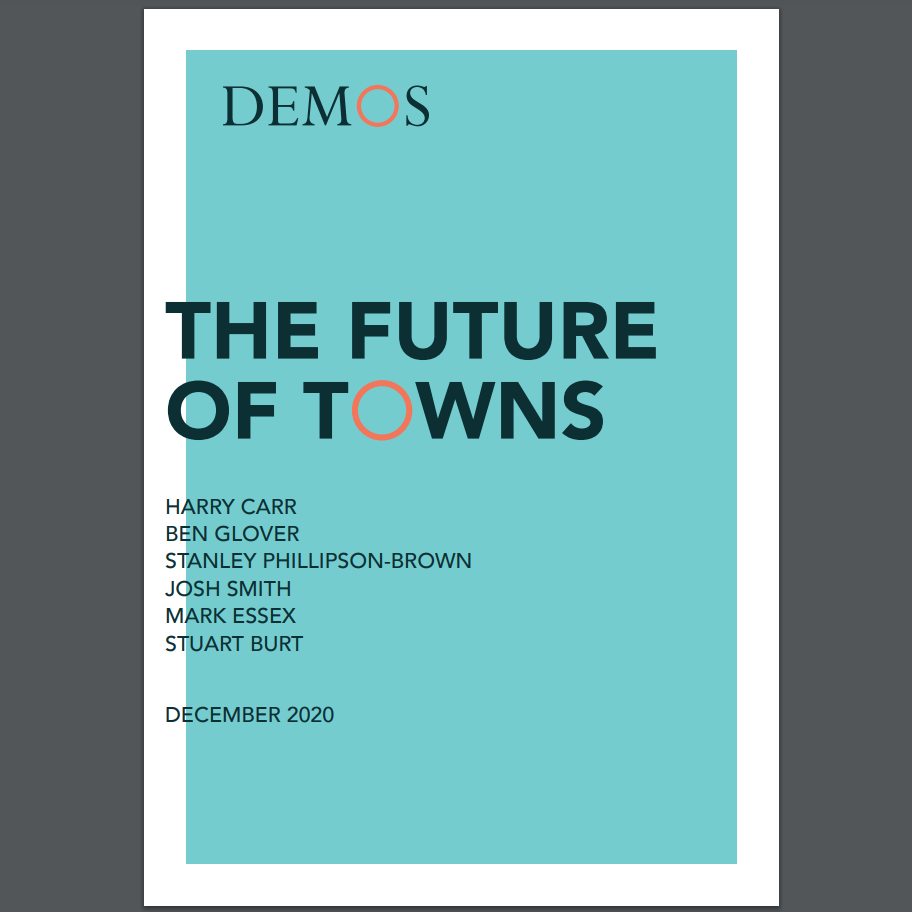 DEMOS
THE FUTURE
OF TOWNS
HARRY CARR
BEN GLOVER
STANLEY PHILLIPSON-BROWN
JOSH SMITH
MARK ESSEX
STUART BURT
DECEMBER 2020